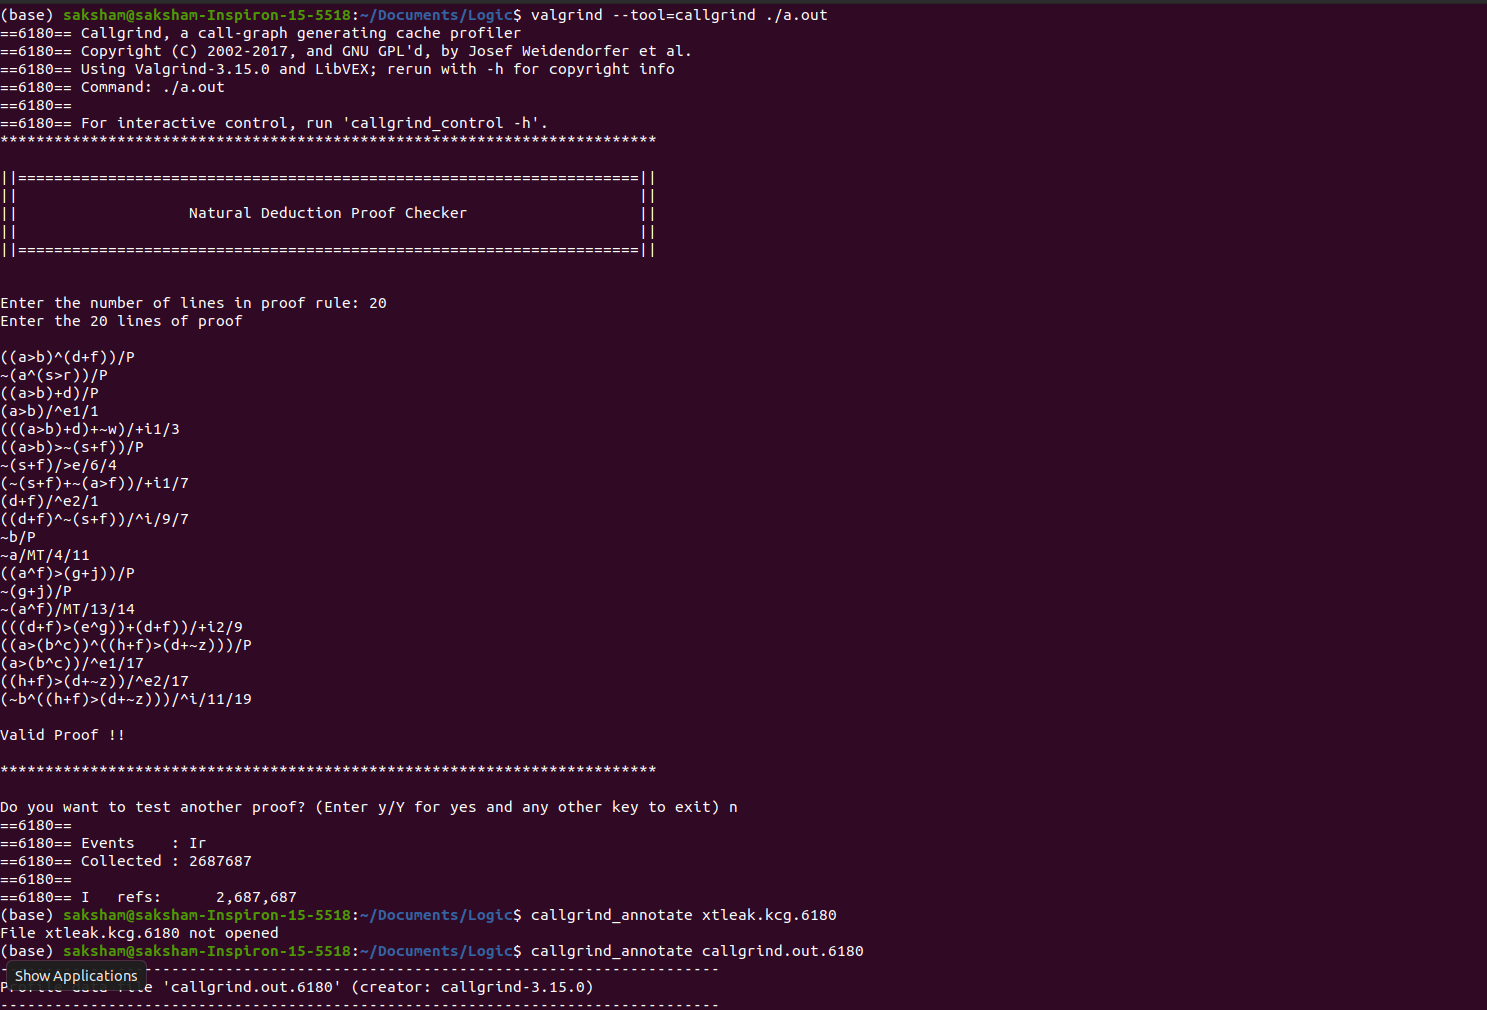 (base) saksham@saksham-Inspiron-15-5518:~/Documents/Logic$ valgrind --tool=callgrind ./a.out
==6180== Callgrind, a call-graph generating cache profiler
==6180== Copyright (C) 2002-2017, and GNU GPL'd, by Josef Weidendorfer et al.
==6180== Using Valgrind-3.15.0 and LibVEX; rerun with -h for copyright info
==6180== Command: ./a.out
==6180==
==6180== For interactive control, run 'callgrind_control -h'.
*************************************************************************
||=====================================================================||
||                                                                     ||
||                   Natural Deduction Proof Checker                   ||
||                                                                     ||
||=====================================================================||
Enter the number of lines in proof rule: 20
Enter the 20 lines of proof
((a>b)^(d+f))/P
~(a^(s>r))/P
((a>b)+d)/P
(a>b)/^e1/1
(((a>b)+d)+~w)/+i1/3
((a>b)>~(s+f))/P
~(s+f)/>e/6/4
(~(s+f)+~(a>f))/+i1/7
(d+f)/^e2/1
((d+f)^~(s+f))/^i/9/7
~b/P
~a/MT/4/11
((a^f)>(g+j))/P
~(g+j)/P
~(a^f)/MT/13/14
(((d+f)>(e^g))+(d+f))/+i2/9
((a>(b^c))^((h+f)>(d+~z)))/P
(a>(b^c))/^e1/17
((h+f)>(d+~z))/^e2/17
(~b^((h+f)>(d+~z)))/^i/11/19
Valid Proof !!
*************************************************************************
Do you want to test another proof? (Enter y/Y for yes and any other key to exit) n
==6180==
==6180== Events    : Ir
==6180== Collected : 2687687
==6180==
==6180== I   refs:      2,687,687
(base) saksham@saksham-Inspiron-15-5518:~/Documents/Logic$ callgrind_annotate xtleak.kcg.6180
File xtleak.kcg.6180 not opened
(base) saksham@saksham-Inspiron-15-5518:~/Documents/Logic$ callgrind_annotate callgrind.out.6180
--------------------------------------------------------------------------------
Show Applications
'callgrind.out.6180' (creator: callgrind-3.15.0)
--------------------------------------------------------------------------------